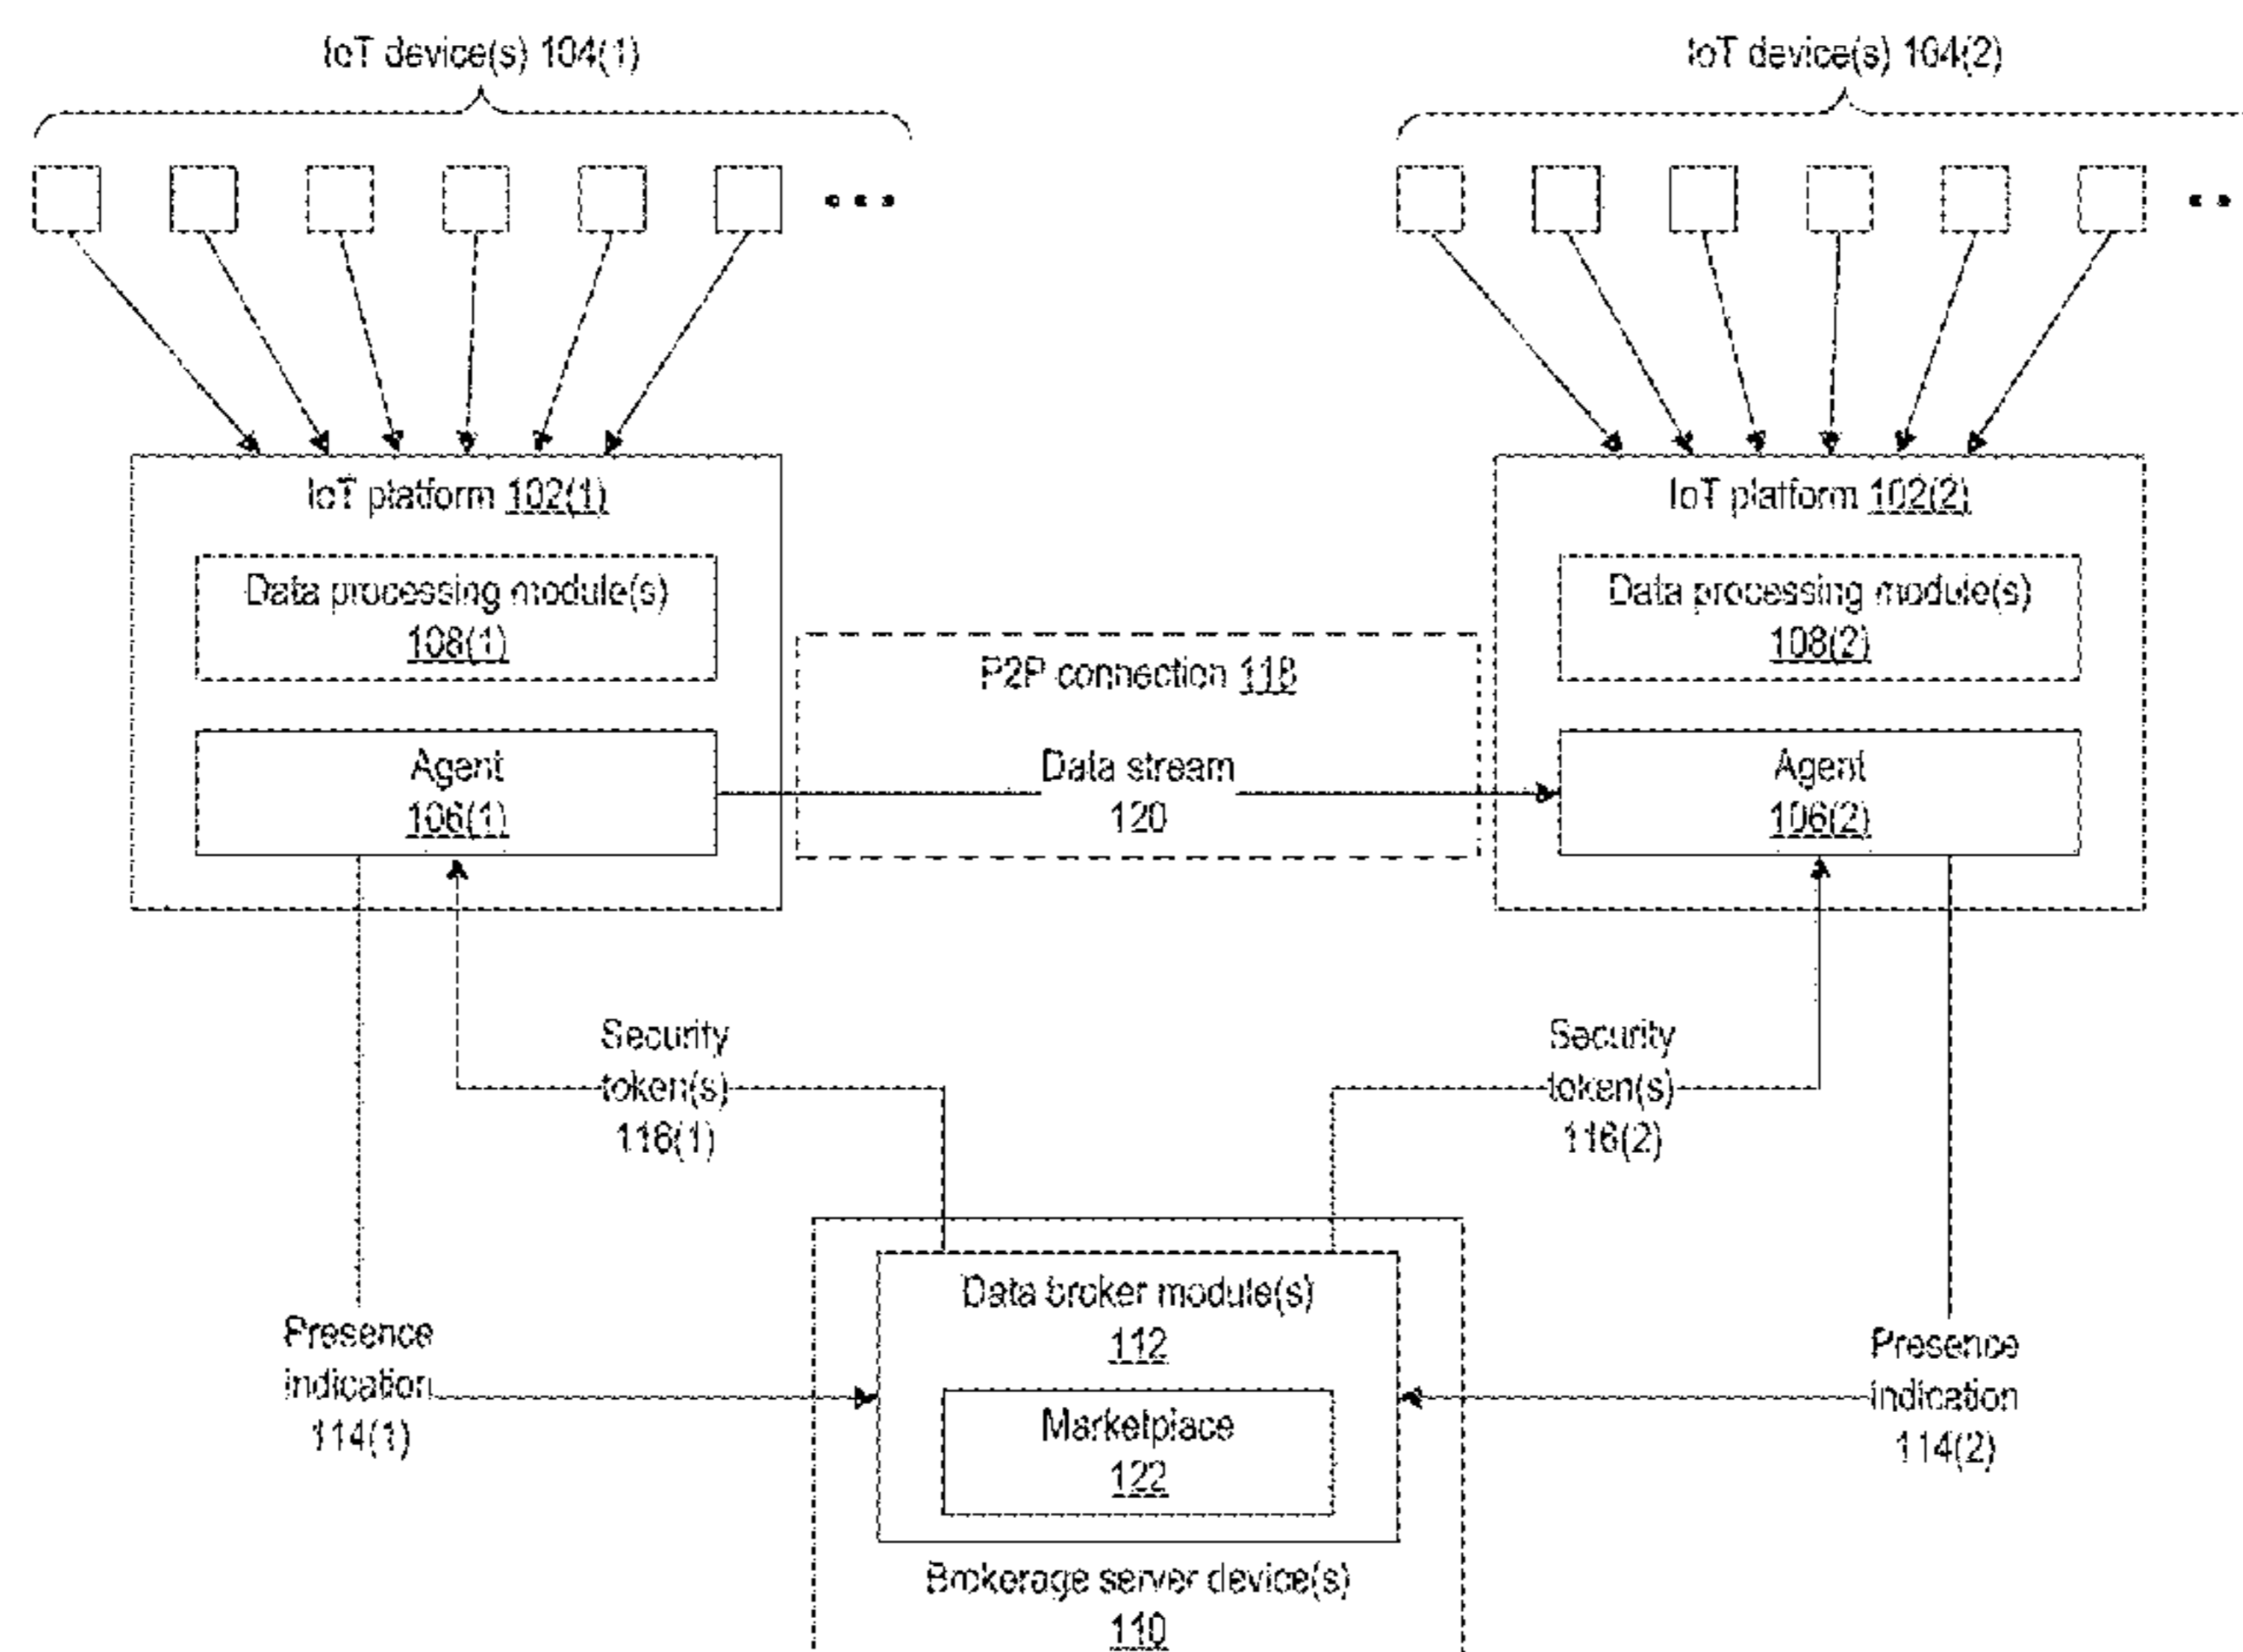 IoT device(s) 104(1)
IoT device(s) 104(2)
IoT platform 102(1)
Data processing module(s)
108(1)
Agent
106(1)
P2P connection 118
Data stream
120
IoT platform 102(2)
Data processing module(s)
108(2)
Agent
106(2)
Security
token(s)
116(1)
Security
token(s)
116(2)
Presence
indication
114(1)
Data broker module(s)
112
Marketplace
122
Brokerage server device(s)
110
Presence
indication
114(2)